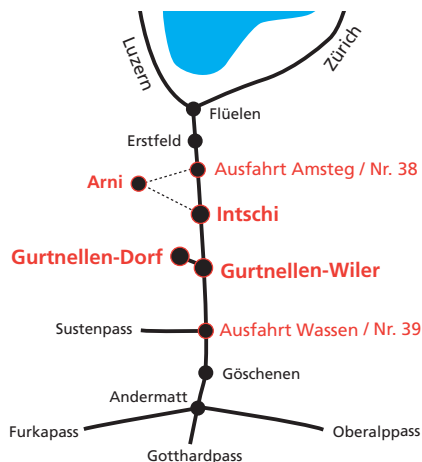 Luzern
Zürich
Flüelen
Erstfeld
Ausfahrt Amsteg / Nr. 38
Arni
Intschi
Gurtnellen-Dorf
Gurtnellen-Wiler
Sustenpass
Ausfahrt Wassen / Nr. 39
Göschenen
Andermatt
Furkapass
Oberalppass
Gotthardpass